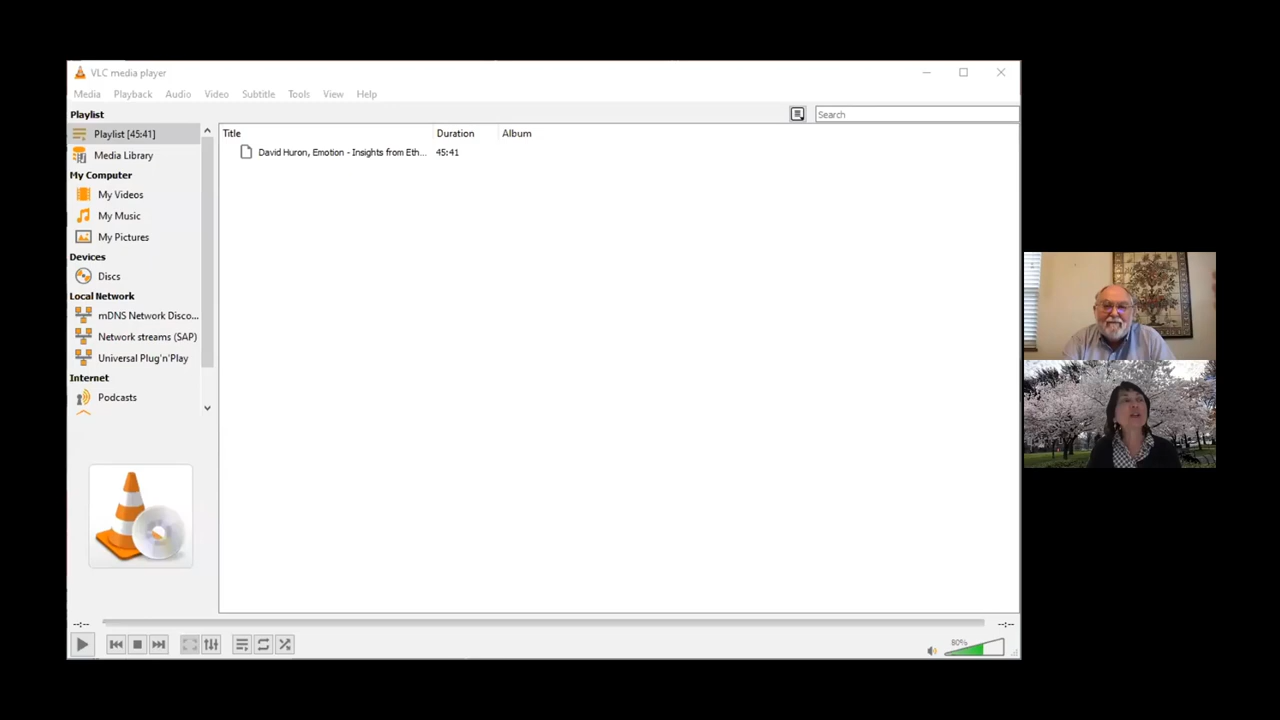 VLC media player
Media Playback Audio Video Subtitle Tools View Help
Playlist
Search
Playlist [45:41]
Media Library
My Computer
My Videos
My Music
My Pictures
Devices
Discs
Local Network
mDNS Network Disco...
Network streams (SAP)
Universal Plug'n'Play
Internet
Podcasts
Title Duration Album
David Huron, Emotion - Insights from Eth... 45:41
--:-- --:--
80%